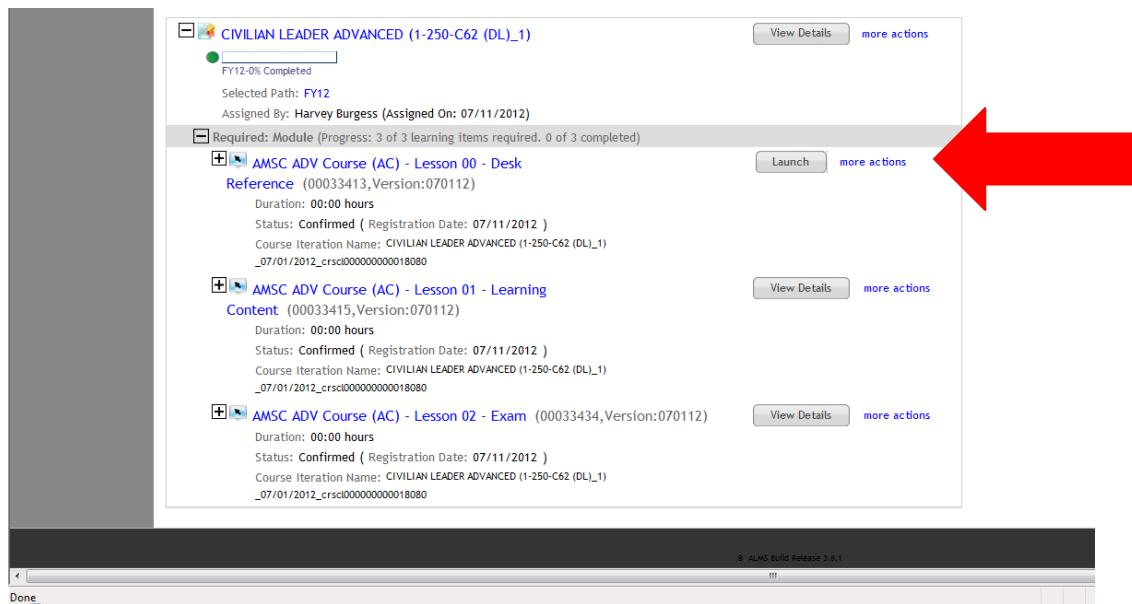 CIVILIAN LEADER ADVANCED (1-250-C62 (DL)_1) View Details more actions
FY12-0% Completed
Selected Path: FY12
Assigned By: Harvey Burgess (Assigned On: 07/11/2012)
Required: Module (Progress: 3 of 3 learning items required. 0 of 3 completed)
AMSC ADV Course (AC) - Lesson 00 - Desk Launch more actions
Reference (00033413,Version:070112)
Duration: 00:00 hours
Status: Confirmed ( Registration Date: 07/11/2012 )
Course Iteration Name: CIVILIAN LEADER ADVANCED (1-250-C62 (DL)_1)
_07/01/2012_crscl000000000018080
AMSC ADV Course (AC) - Lesson 01 - Learning View Details more actions
Content (00033415,Version:070112)
Duration: 00:00 hours
Status: Confirmed ( Registration Date: 07/11/2012 )
Course Iteration Name: CIVILIAN LEADER ADVANCED (1-250-C62 (DL)_1)
_07/01/2012_crscl000000000018080
AMSC ADV Course (AC) - Lesson 02 - Exam (00033434,Version:070112) View Details more actions
Duration: 00:00 hours
Status: Confirmed ( Registration Date: 07/11/2012 )
Course Iteration Name: CIVILIAN LEADER ADVANCED (1-250-C62 (DL)_1)
_07/01/2012_crscl000000000018080
® ALMS Build Release 3.8.1
Done